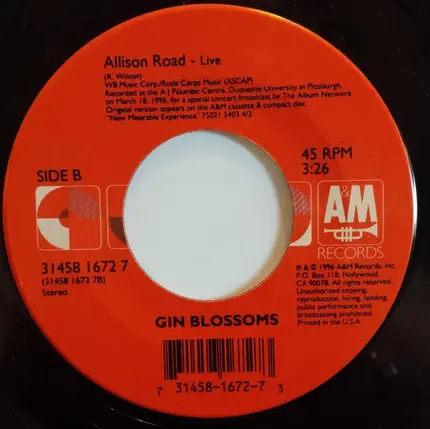 Allison Road - Live
(R. Wilson)
WB Music Corp./Rude Corps Music (ASCAP)
Recorded at the A J Palumbo Centre, Duquesne University in Pittsburgh,
on March 18, 1996, for a special concert broadcast by The Album Network
Original version appears on the A&M cassette & compact disc
"New Miserable Experience" 75021 5403 4/2
SIDE B
45 RPM
3:26
A&M
RECORDS
31458 1672 7
(31458 1672 7B)
Stereo
℗ & © 1996 A&M Records, Inc.
P.O. Box 118, Hollywood,
CA 90078. All rights reserved.
Unauthorized copying,
reproduction, hiring, lending,
public performance and
broadcasting prohibited.
Printed in the U.S.A.
GIN BLOSSOMS
7 31458-1672-7 3